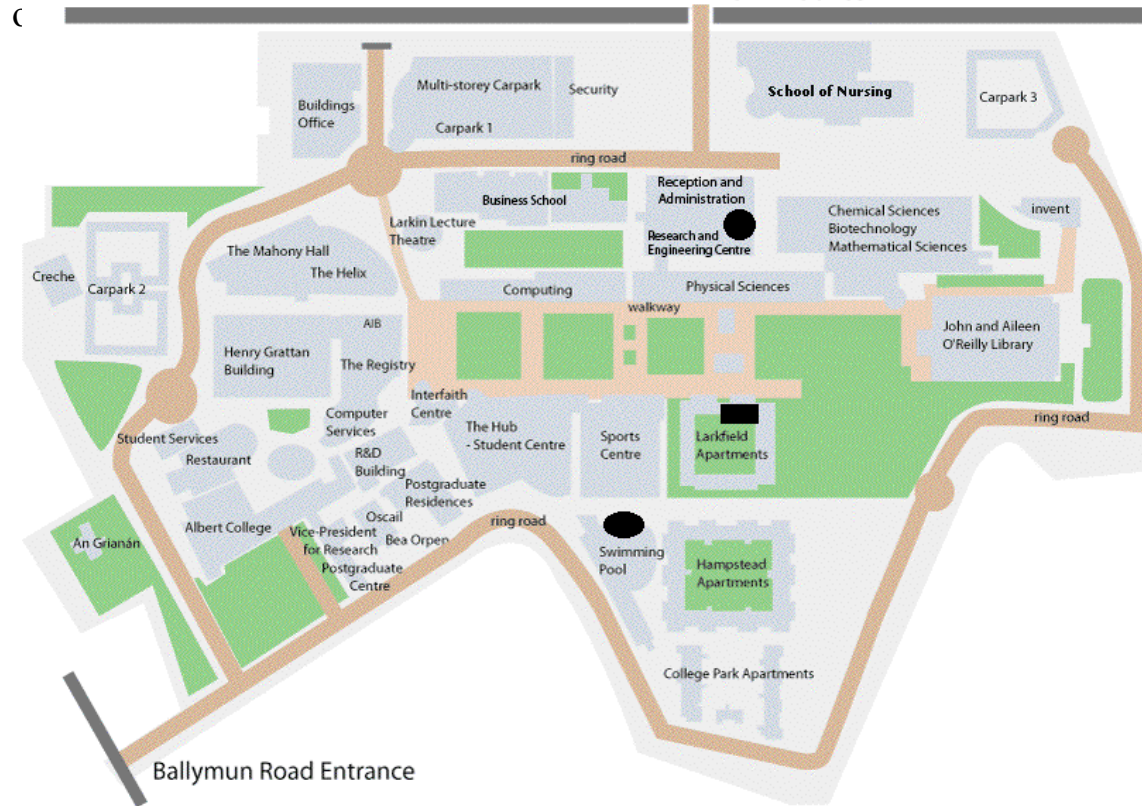 Multi-storey Carpark
Security
School of Nursing
Buildings
Office
Carpark 3
Carpark 1
ring road
Reception and
Administration
Business School
Larkin Lecture
Theatre
Chemical Sciences
Biotechnology
Mathematical Sciences
invent
Research and
Engineering Centre
The Mahony Hall
The Helix
Creche
Carpark 2
Computing
Physical Sciences
walkway
AIB
John and Aileen
O'Reilly Library
Henry Grattan
Building
The Registry
Interfaith
Centre
Computer
Services
The Hub
- Student Centre
Sports
Centre
Larkfield
Apartments
ring road
Student Services
Restaurant
R&D
Building
Postgraduate
Residences
Albert College
Oscail
ring road
Vice-President
for Research
Bea Orpen
An Grianán
Postgraduate
Centre
Swimming
Pool
Hampstead
Apartments
College Park Apartments
Ballymun Road Entrance